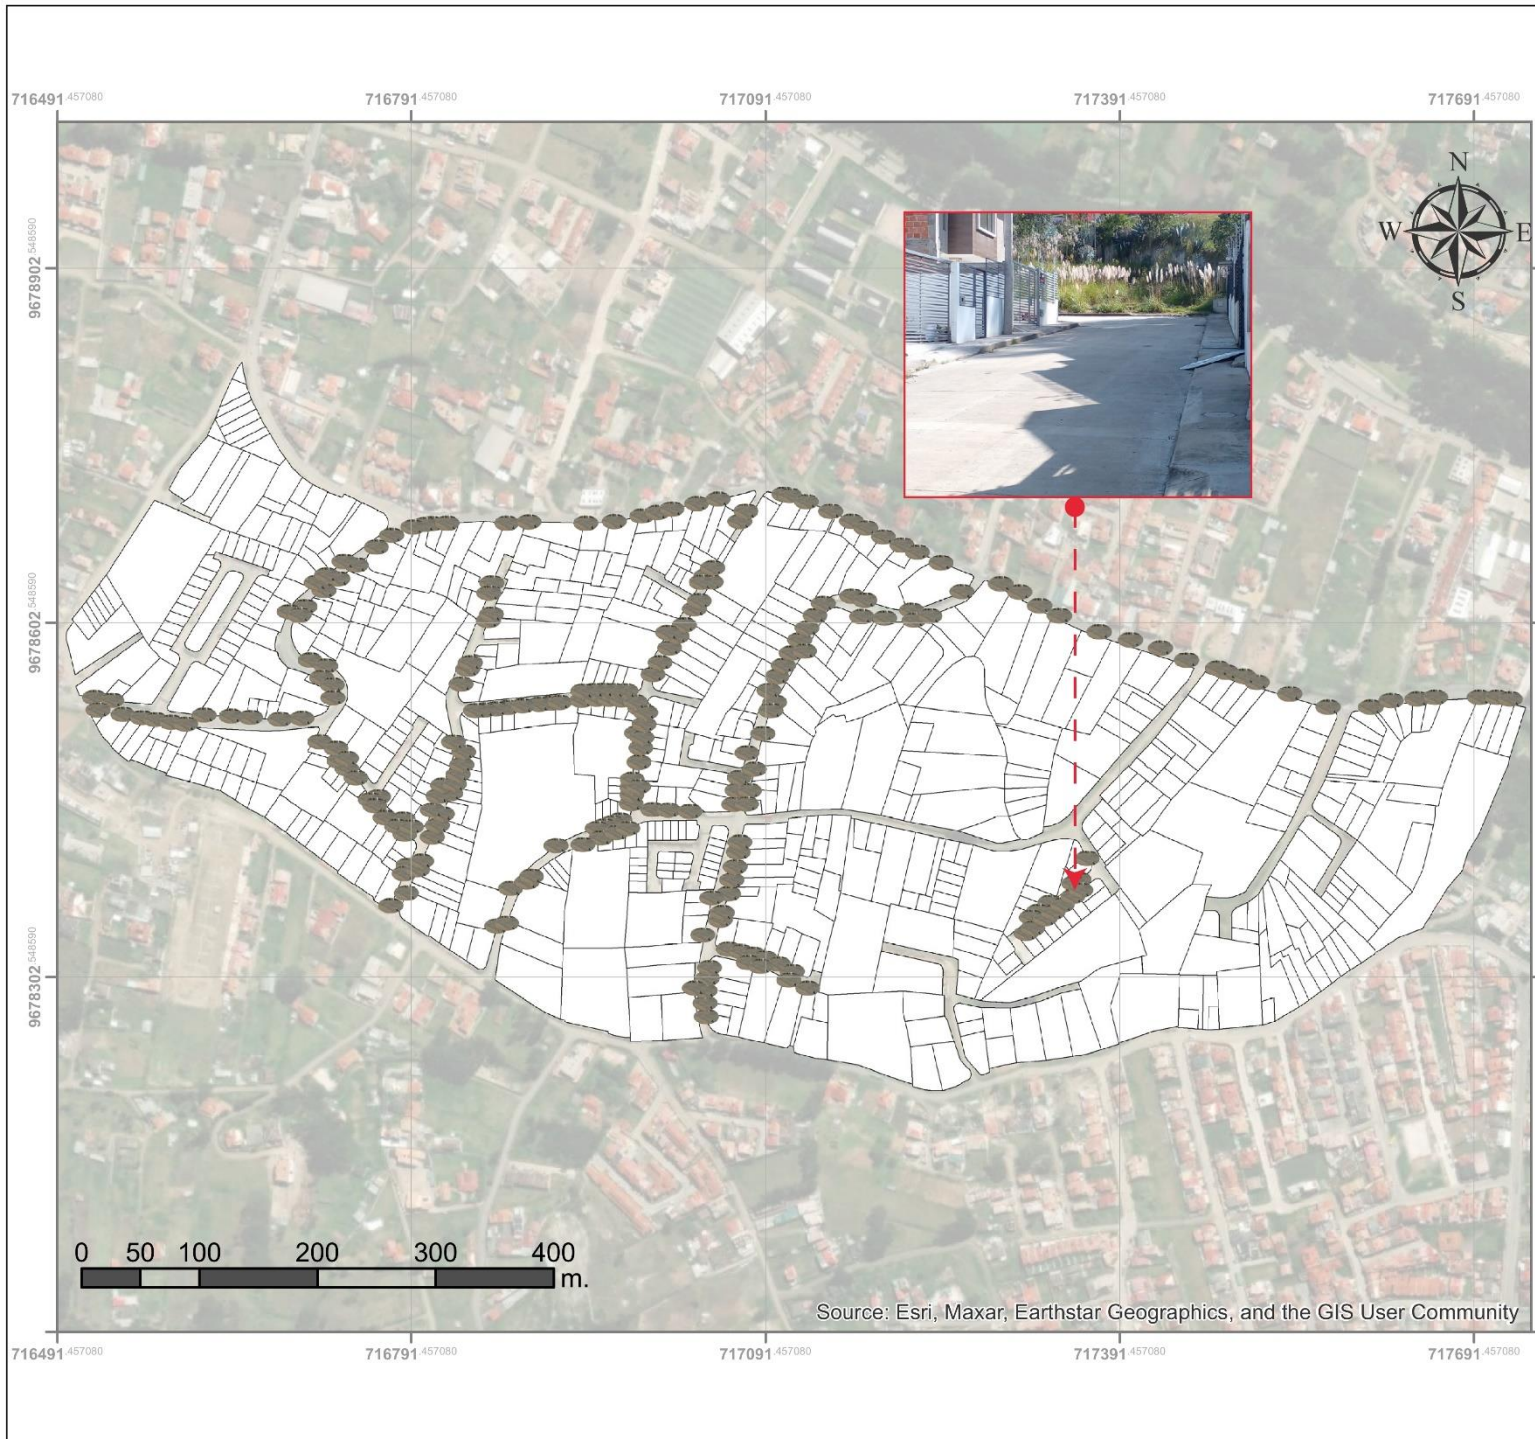 716491.457080 716791.457080 717091.457080 717391.457080 717691.457080
N
W E
S
9678902.548590
9678602.548590
9678302.548590
0 50 100 200 300 400
m.
Source: Esri, Maxar, Earthstar Geographics, and the GIS User Community
716491.457080 716791.457080 717091.457080 717391.457080 717691.457080